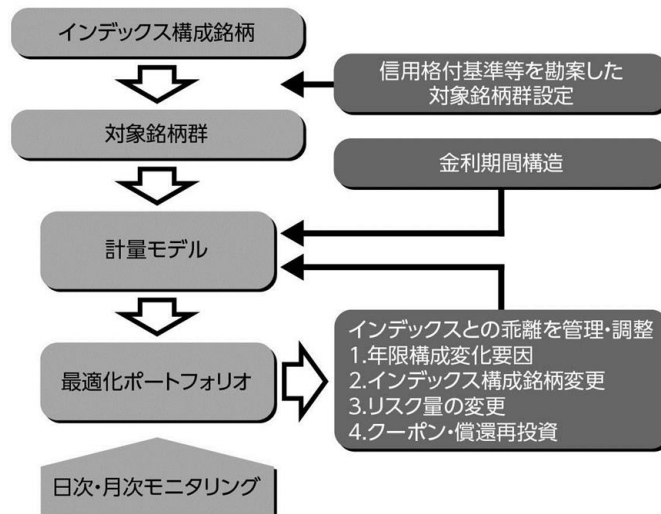 インデックス構成銘柄
信用格付基準等を勘案した
対象銘柄群設定
対象銘柄群
金利期間構造
計量モデル
最適化ポートフォリオ
インデックスとの乖離を管理・調整
1.年限構成変化要因
2.インデックス構成銘柄変更
3.リスク量の変更
4.クーポン・償還再投資
日次・月次モニタリング